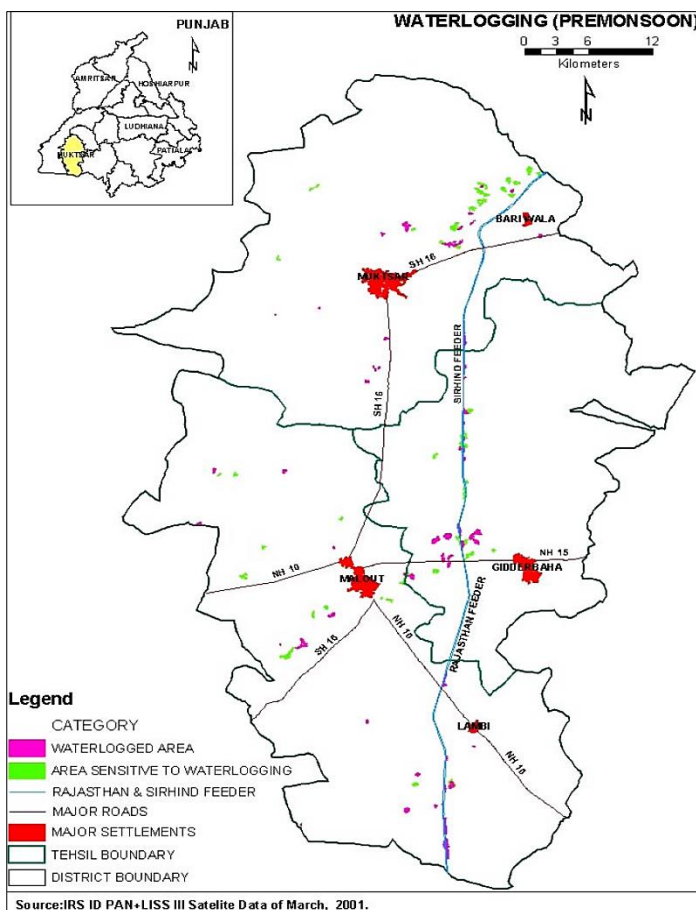 PUNJAB
WATERLOGGING (PREMONSOON)
N
0 3 6 12
Kilometers
N
AMRITSAR
HOSHIARPUR
LUDHIANA
MUKTSAR
PATIALA
BARIWALA
SH 16
MUKTSAR
SIRHIND FEEDER
SH 16
NH 15
NH 10
GIDDERBAHA
MALOUT
RAJASTHAN FEEDER
NH 10
SH 16
LAMBI
NH 10
Legend
CATEGORY
WATERLOGGED AREA
AREA SENSITIVE TO WATERLOGGING
RAJASTHAN & SIRHIND FEEDER
MAJOR ROADS
MAJOR SETTLEMENTS
TEHSIL BOUNDARY
DISTRICT BOUNDARY
Source:IRS ID PAN+LISS III Satelite Data of March, 2001.